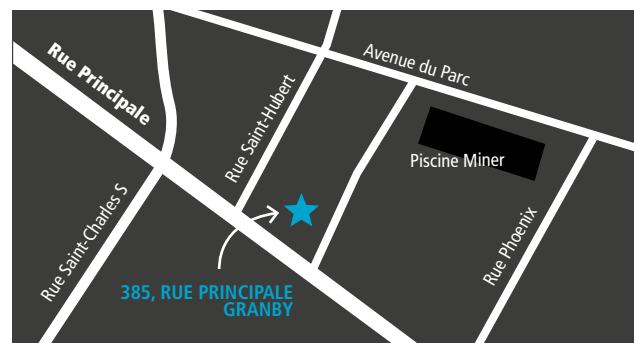 Rue Principale
Avenue du Parc
Rue Saint-Hubert
Piscine Miner
Rue Saint-Charles S
Rue Phoenix
385, RUE PRINCIPALE
GRANBY